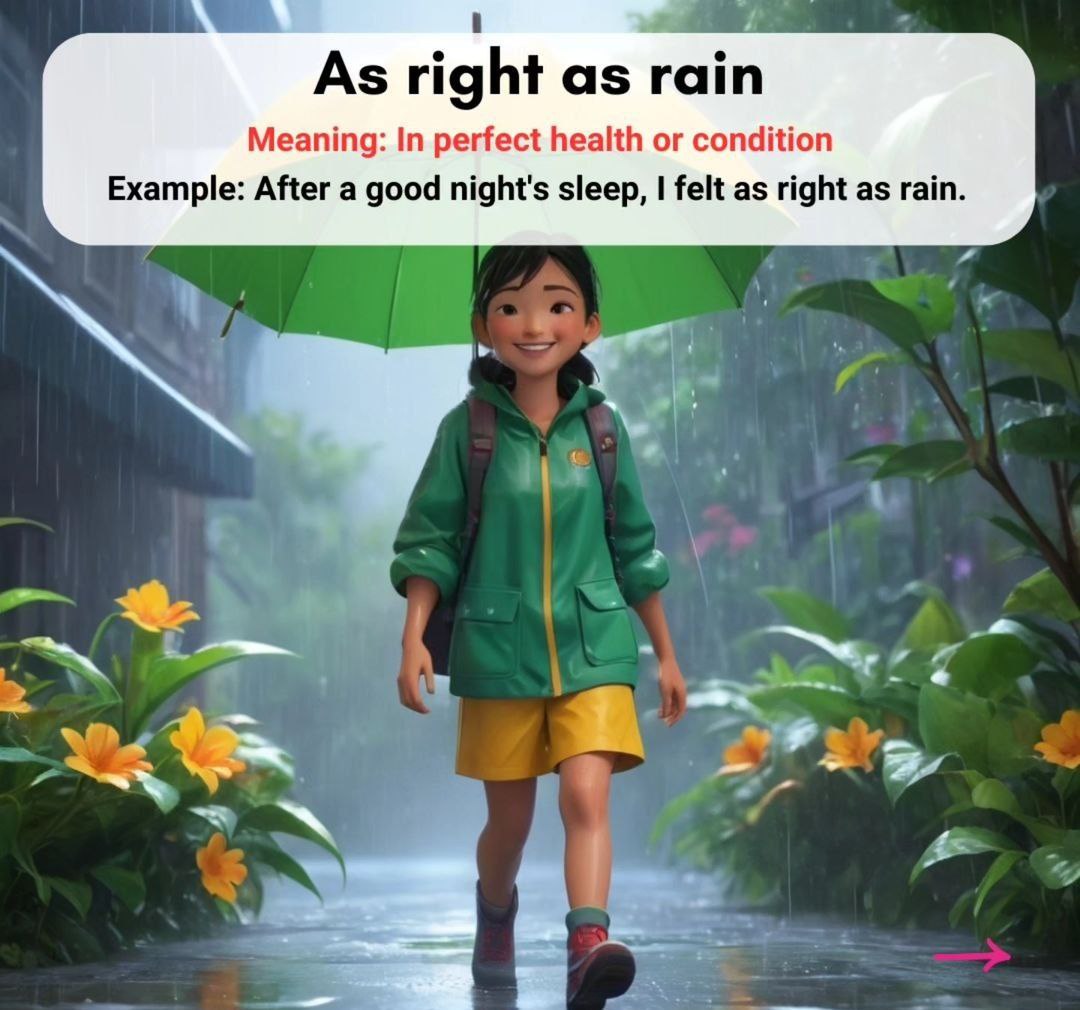 As right as rain
Meaning: In perfect health or condition
Example: After a good night's sleep, I felt as right as rain.